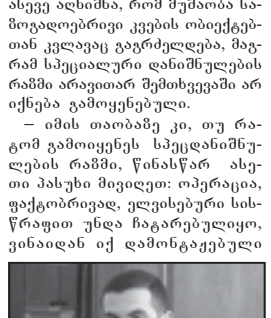 ასევე აღნიშნა, რომ მუშაობა სა-
ზოგადოებრივი კვების ობიექტებ-
თან კვლავაც გაგრძელდება, მაგ-
რამ სპეციალური დანიშნულების
რაზმი არავითარ შემთხვევაში არ
იქნება გამოყენებული.
– იმის თაობაზე კი, თუ რა-
ტომ გამოიყენეს სპეცდანიშნუ-
ლების რაზმი, წინასწარ ასე-
თი პასუხი მივიღეთ: ოპერაცია,
ფაქტობრივად, ელვისებური სის-
წრაფით უნდა ჩატარებულიყო,
ვინაიდან იქ დამონტაჟებული